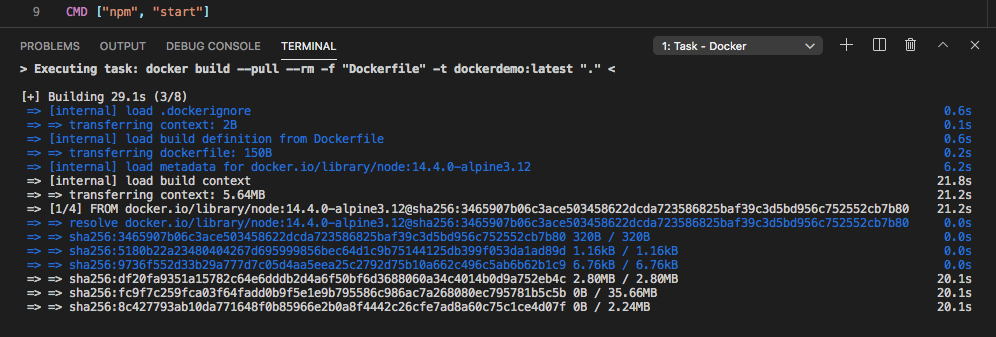 9 CMD ["npm", "start"]
PROBLEMS OUTPUT DEBUG CONSOLE TERMINAL 1: Task - Docker
> Executing task: docker build --pull --rm -f "Dockerfile" -t dockerdemo:latest "." <
[+] Building 29.1s (3/8)
=> [internal] load .dockerignore 0.6s
=> => transferring context: 2B 0.1s
=> [internal] load build definition from Dockerfile 0.6s
=> => transferring dockerfile: 150B 0.2s
=> [internal] load metadata for docker.io/library/node:14.4.0-alpine3.12 6.2s
=> [internal] load build context 21.8s
=> => transferring context: 5.64MB 21.2s
=> [1/4] FROM docker.io/library/node:14.4.0-alpine3.12@sha256:3465907b06c3ace503458622dcda723586825baf39c3d5bd956c752552cb7b80 21.2s
=> => resolve docker.io/library/node:14.4.0-alpine3.12@sha256:3465907b06c3ace503458622dcda723586825baf39c3d5bd956c752552cb7b80 0.0s
=> => sha256:3465907b06c3ace503458622dcda723586825baf39c3d5bd956c752552cb7b80 320B / 320B 0.0s
=> => sha256:5180b22a23480404267d695999856bec64d1c9b75144125db399f053da1ad89d 1.16kB / 1.16kB 0.0s
=> => sha256:9736f552d33b29a777d7c05d4aa5eea25c2792d75b10a662c496c5ab6b62b1c9 6.76kB / 6.76kB 0.0s
=> => sha256:df20fa9351a15782c64e6dddb2d4a6f50bf6d3688060a34c4014b0d9a752eb4c 2.80MB / 2.80MB 20.1s
=> => sha256:fc9f7c259fca03f64fadd0b9f5e1e9b795586c986ac7a268080ec795781b5c5b 0B / 35.66MB 20.1s
=> => sha256:8c427793ab10da771648f0b85966e2b0a8f4442c26cfe7ad8a60c75c1ce4d07f 0B / 2.24MB 20.1s